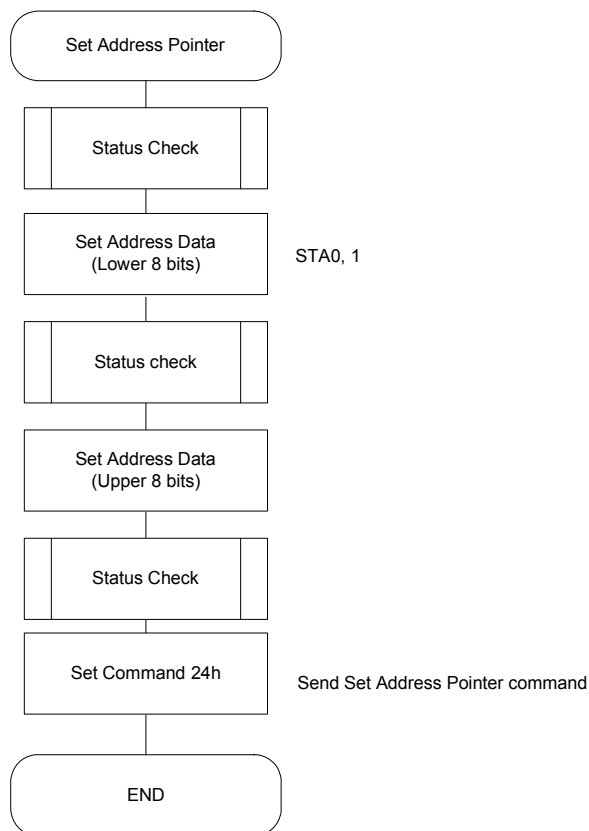 Set Address Pointer
Status Check
Set Address Data
(Lower 8 bits)
STA0, 1
Status check
Set Address Data
(Upper 8 bits)
Status Check
Set Command 24h
Send Set Address Pointer command
END